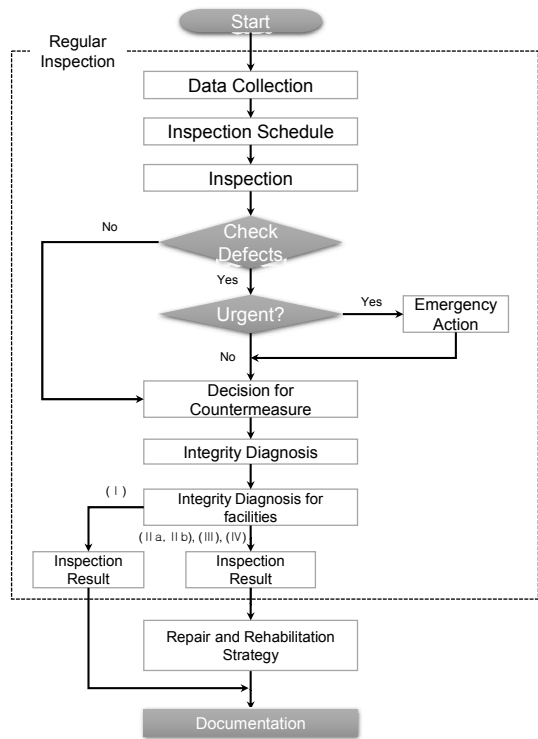 Start
Regular
Inspection
Data Collection
Inspection Schedule
Inspection
No
Check
Defects
Yes
Urgent?
Yes
Emergency
Action
No
Decision for
Countermeasure
Integrity Diagnosis
(Ⅰ)
Integrity Diagnosis for
facilities
(Ⅱa, Ⅱb), (Ⅲ), (Ⅳ)
Inspection
Result
Inspection
Result
Repair and Rehabilitation
Strategy
Documentation